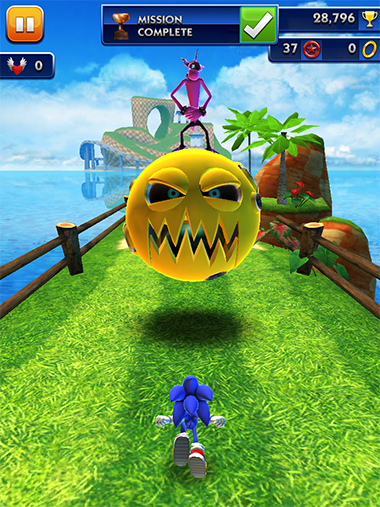 MISSION
COMPLETE
28,796
37
0
0